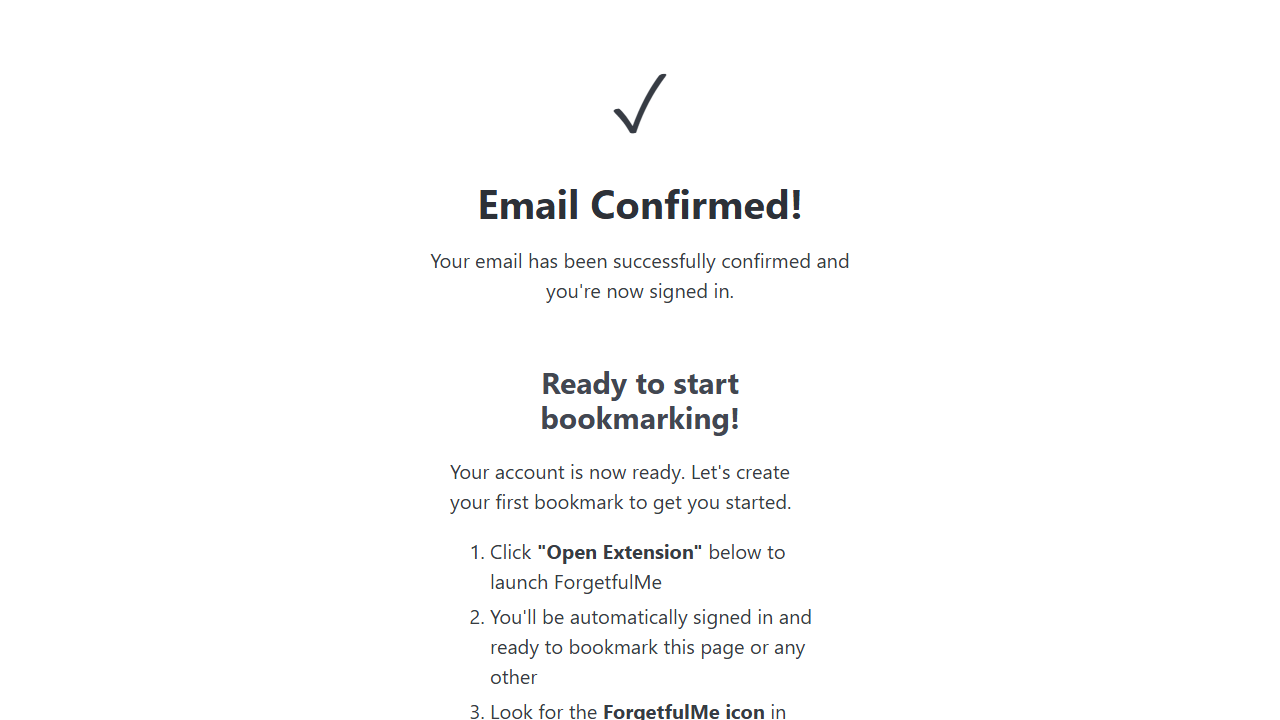 Email Confirmed!
Your email has been successfully confirmed and
you're now signed in.
Ready to start
bookmarking!
Your account is now ready. Let's create
your first bookmark to get you started.
1. Click "Open Extension" below to
launch ForgetfulMe
2. You'll be automatically signed in and
ready to bookmark this page or any
other
3. Look for the ForgetfulMe icon in